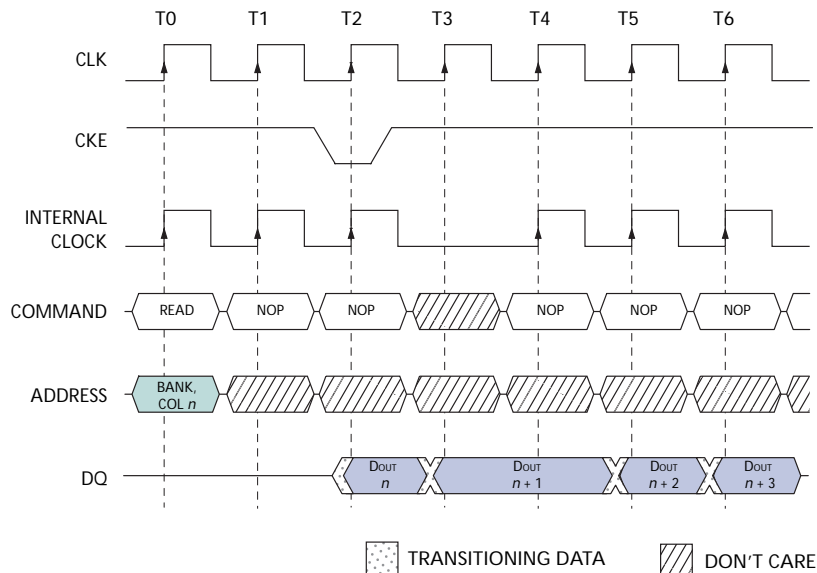 T0 T1 T2 T3 T4 T5 T6
CLK
CKE
INTERNAL
CLOCK
COMMAND READ NOP NOP NOP NOP NOP
ADDRESS BANK,
COL n
DQ DOUT DOUT DOUT DOUT
n n + 1 n + 2 n + 3
TRANSITIONING DATA DON'T CARE